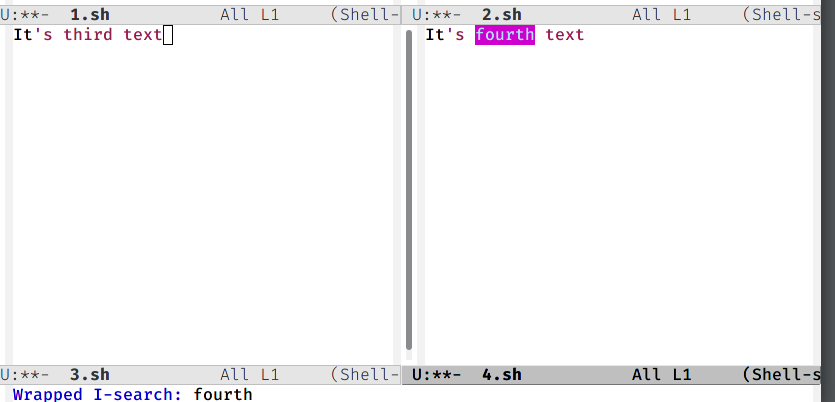 U:**-  1.sh           All L1     (Shell-
U:**-  2.sh           All L1     (Shell-s
It's third text
It's fourth text
U:**-  3.sh           All L1     (Shell-
U:**-  4.sh           All L1     (Shell-s
Wrapped I-search: fourth